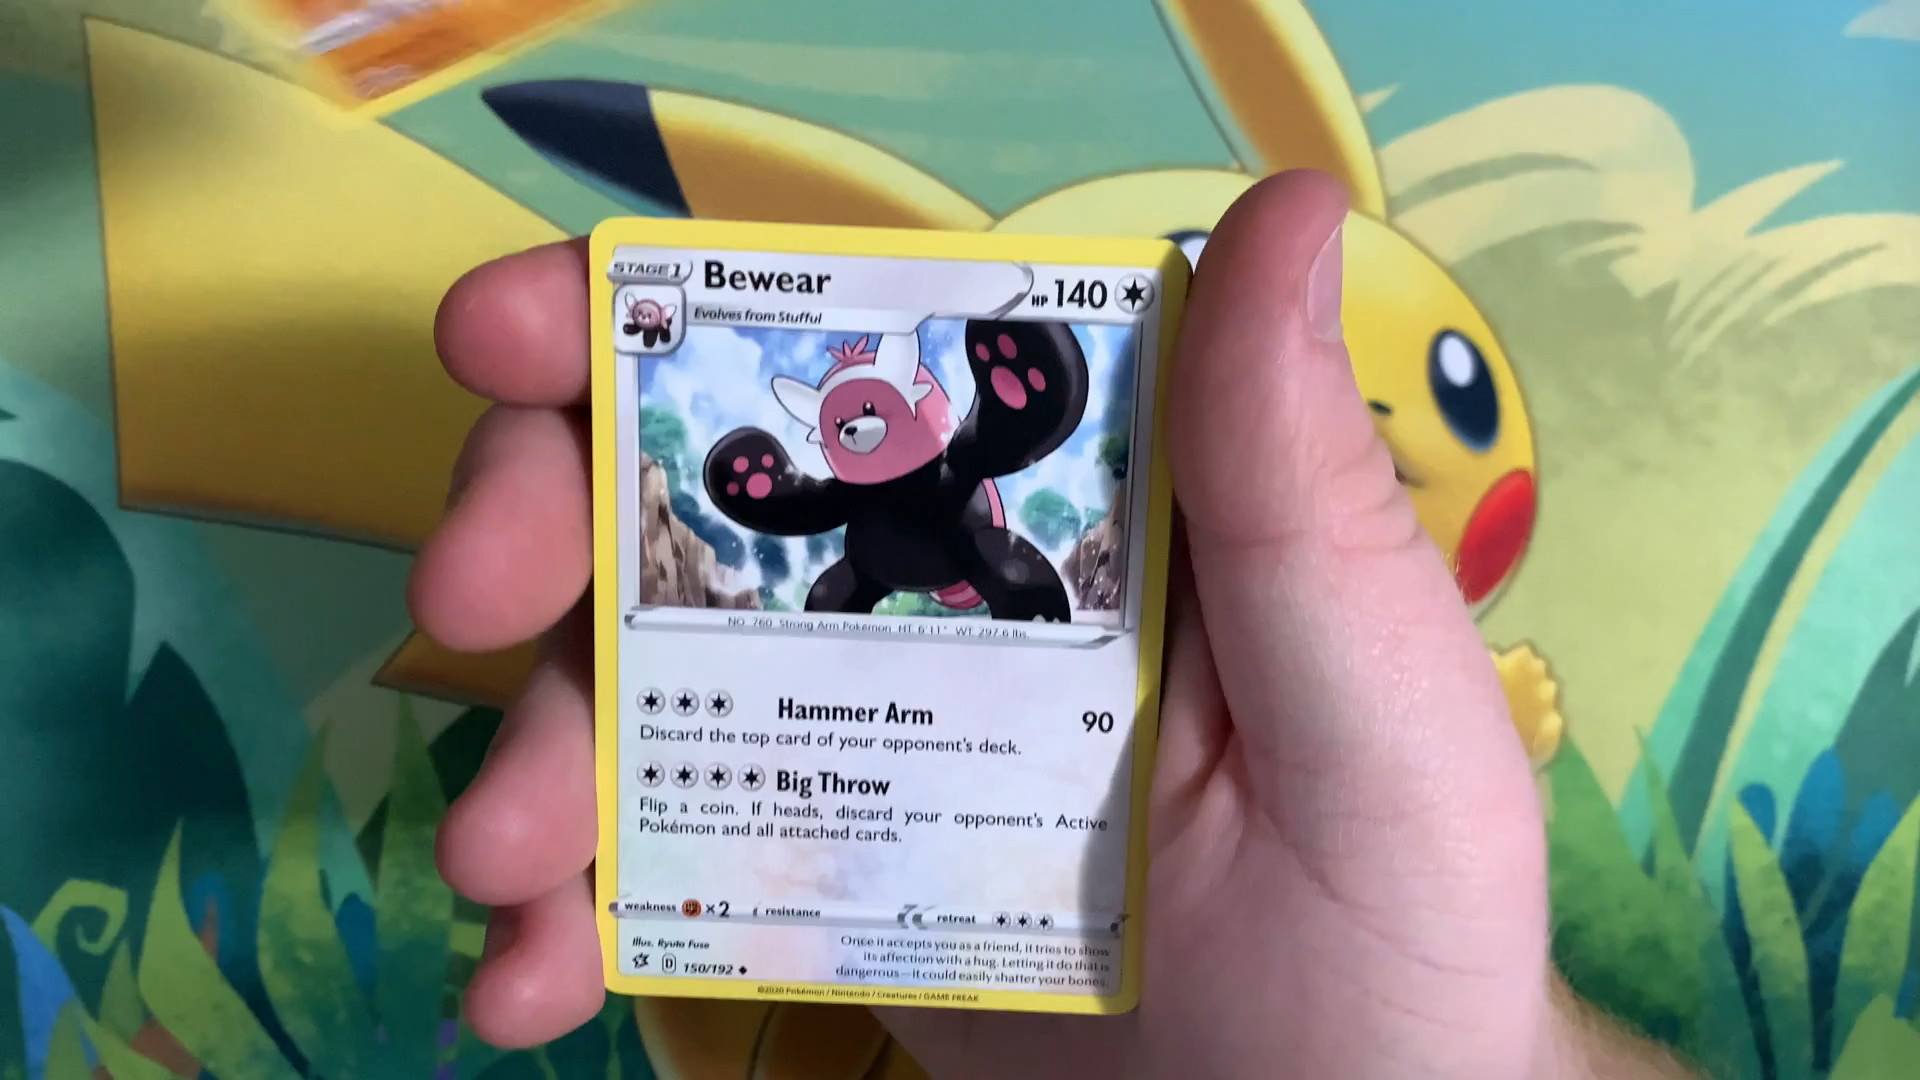 STAGE 1
Bewear
HP 140
Evolves from Stufful
NO. 760 Strong Arm Pokémon HT: 6'11" WT: 297.6 lbs.
Hammer Arm 90
Discard the top card of your opponent's deck.
Big Throw
Flip a coin. If heads, discard your opponent's Active
Pokémon and all attached cards.
weakness ×2 resistance retreat
Illus. Ryuta Fuse
D 150/192
Once it accepts you as a friend, it tries to show
its affection with a hug. Letting it do that is
dangerous—it could easily shatter your bones.
©2020 Pokémon / Nintendo / Creatures / GAME FREAK